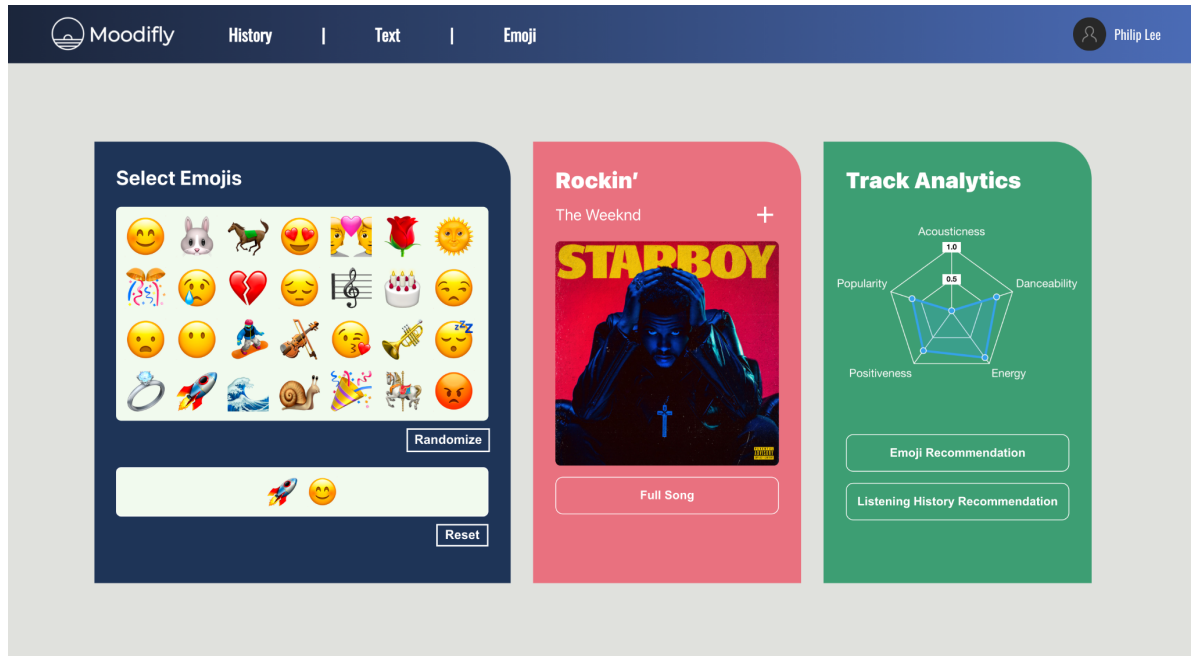 Moodifly History | Text | Emoji Philip Lee
Select Emojis
Randomize
Reset
Rockin'
The Weeknd +
STARBOY
Full Song
Track Analytics
Acousticness
1.0
0.5
Popularity Danceability
Positiveness Energy
Emoji Recommendation
Listening History Recommendation